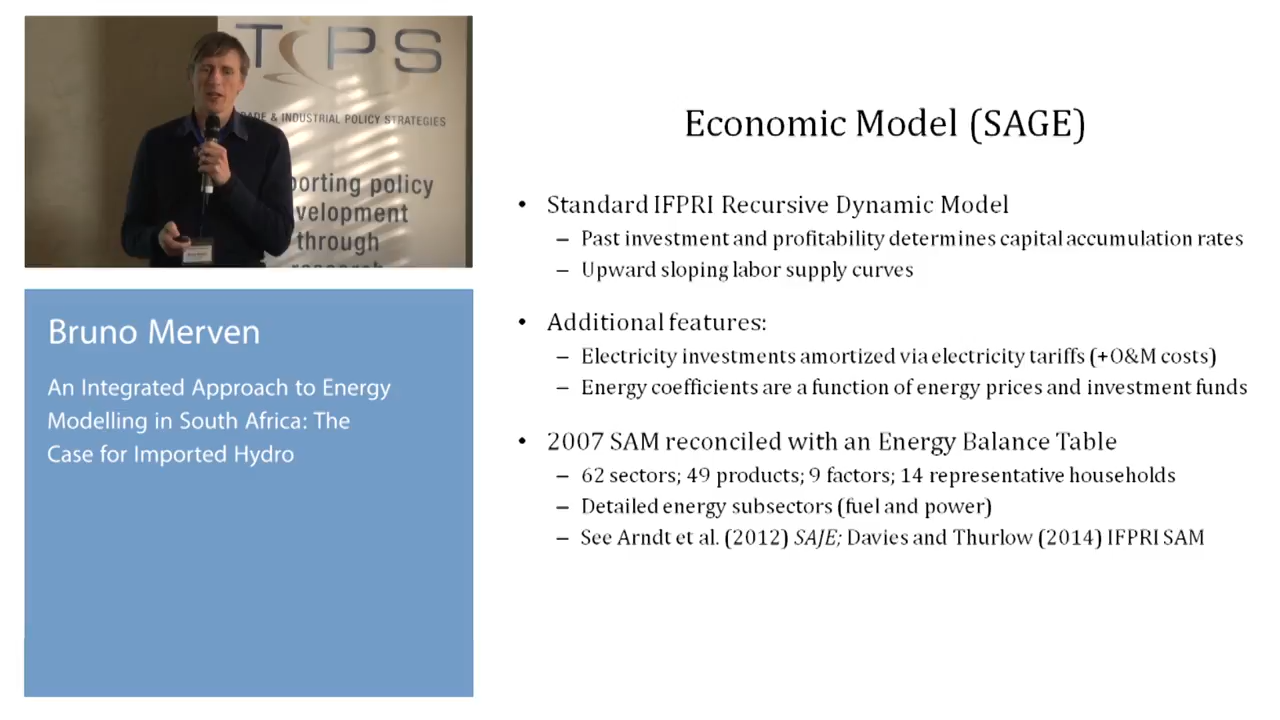 TiPS
ADE & INDUSTRIAL POLICY STRATEGIES
porting policy
velopment
through
Bruno Merven
An Integrated Approach to Energy
Modelling in South Africa: The
Case for Imported Hydro
Economic Model (SAGE)
• Standard IFPRI Recursive Dynamic Model
– Past investment and profitability determines capital accumulation rates
– Upward sloping labor supply curves
• Additional features:
– Electricity investments amortized via electricity tariffs (+O&M costs)
– Energy coefficients are a function of energy prices and investment funds
• 2007 SAM reconciled with an Energy Balance Table
– 62 sectors; 49 products; 9 factors; 14 representative households
– Detailed energy subsectors (fuel and power)
– See Arndt et al. (2012) SAJE; Davies and Thurlow (2014) IFPRI SAM